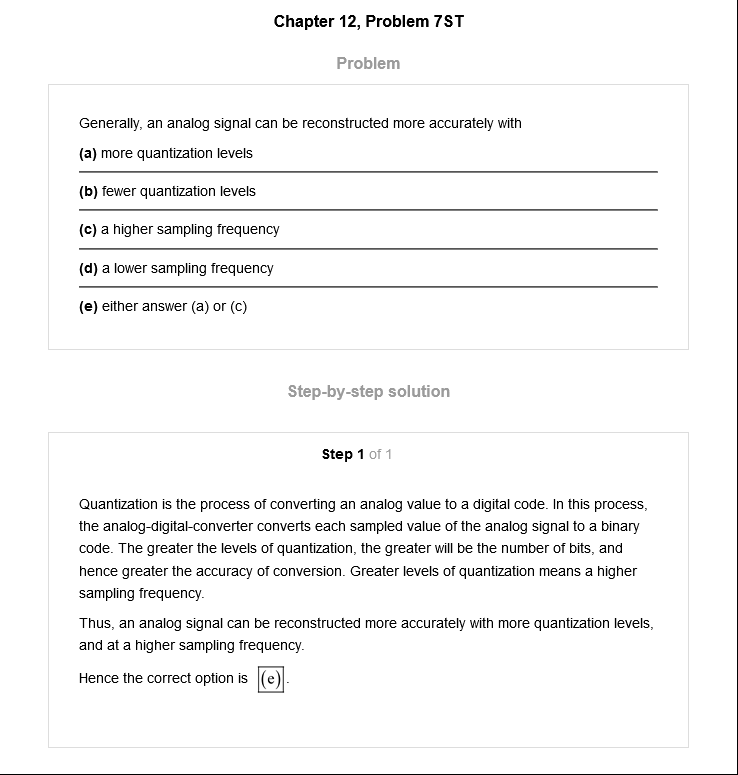 Chapter 12, Problem 7ST
Problem
Generally, an analog signal can be reconstructed more accurately with
(a) more quantization levels
(b) fewer quantization levels
(c) a higher sampling frequency
(d) a lower sampling frequency
(e) either answer (a) or (c)
Step-by-step solution
Step 1 of 1
Quantization is the process of converting an analog value to a digital code. In this process,
the analog-digital-converter converts each sampled value of the analog signal to a binary
code. The greater the levels of quantization, the greater will be the number of bits, and
hence greater the accuracy of conversion. Greater levels of quantization means a higher
sampling frequency.
Thus, an analog signal can be reconstructed more accurately with more quantization levels,
and at a higher sampling frequency.
Hence the correct option is (e).